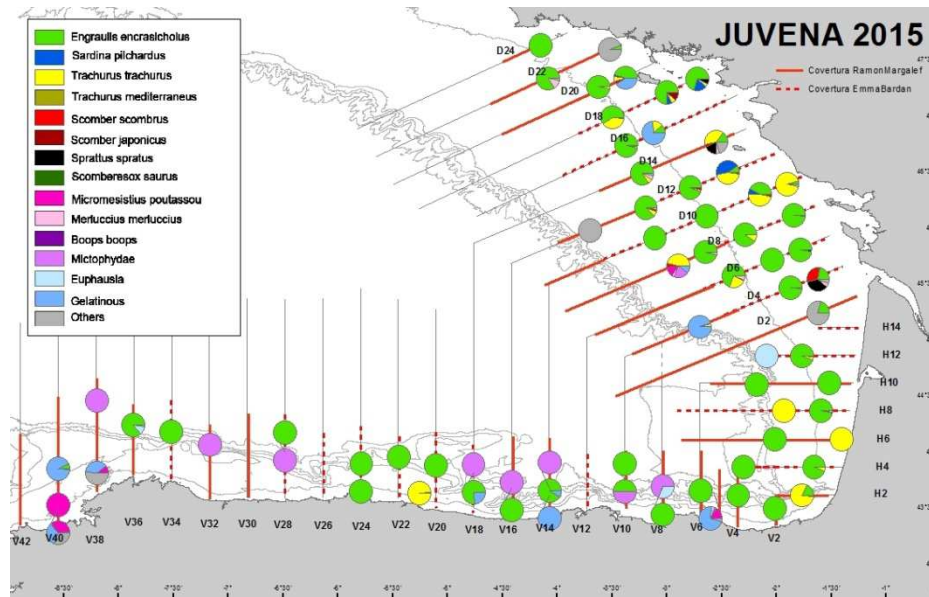 JUVENA 2015
Covertura RamonMargalef
Covertura EmmaBardan
Engraulis encrasicholus
Sardina pilchardus
Trachurus trachurus
Trachurus mediterraneus
Scomber scombrus
Scomber japonicus
Sprattus spratus
Scomberesox saurus
Micromesistius poutassou
Merluccius merluccius
Boops boops
Mictophydae
Euphausia
Gelatinous
Others
D24
D22
D20
D18
D16
D14
D12
D10
D8
D6
D4
D2
H14
H12
H10
H8
H6
H4
H2
V42
V40
V38
V36
V34
V32
V30
V28
V26
V24
V22
V20
V18
V16
V14
V12
V10
V8
V6
V4
V2